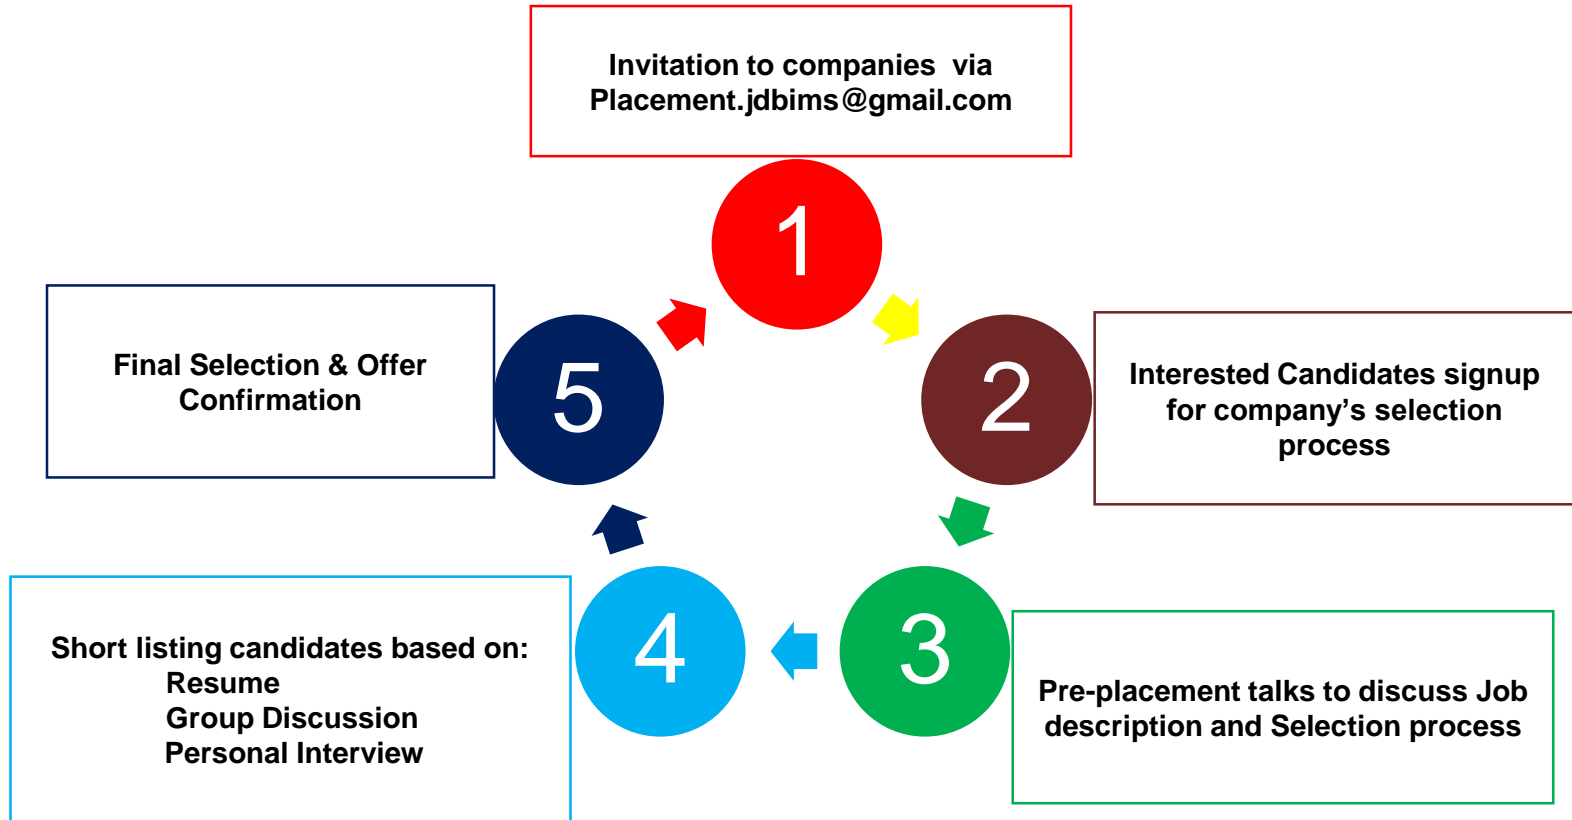 Invitation to companies via
Placement.jdbims@gmail.com
1
2
Interested Candidates signup
for company’s selection
process
3
Pre-placement talks to discuss Job
description and Selection process
4
Short listing candidates based on:
Resume
Group Discussion
Personal Interview
5
Final Selection & Offer
Confirmation